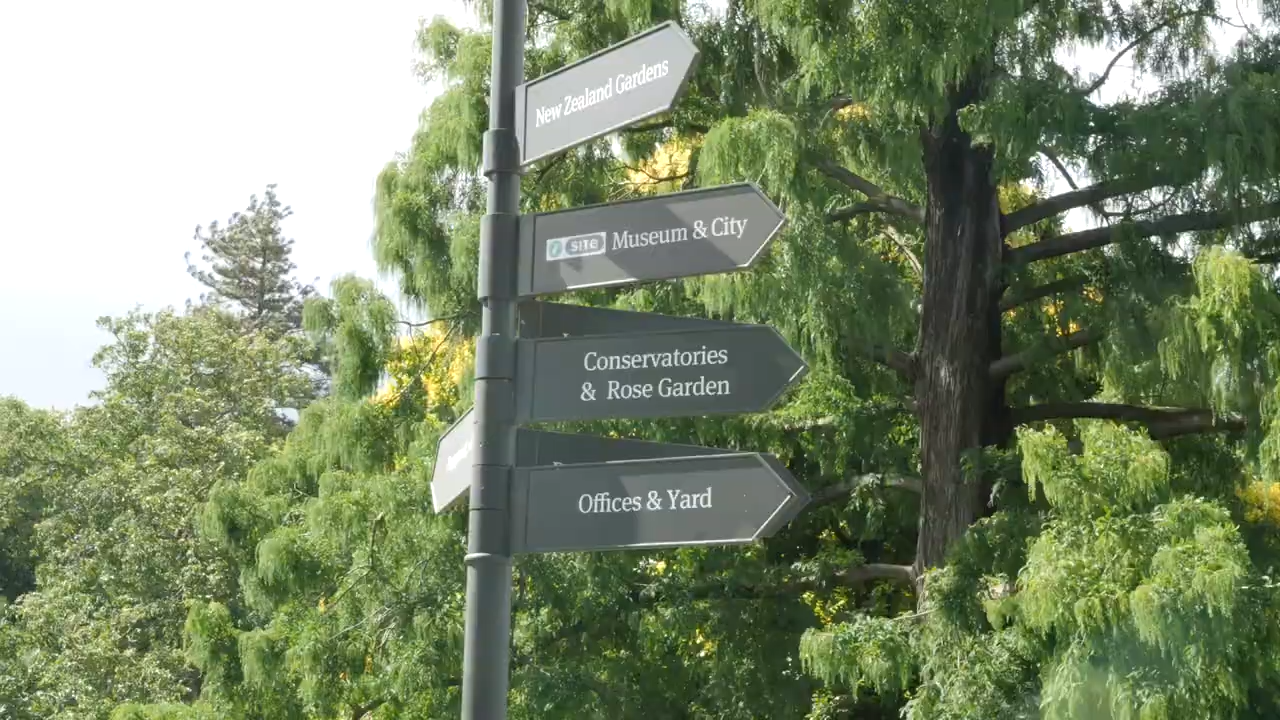 New Zealand Gardens
site Museum & City
Conservatories
& Rose Garden
Offices & Yard